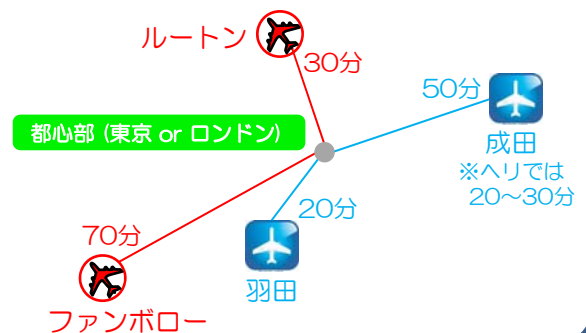 ルートン
30分
50分
都心部 (東京 or ロンドン)
成田
※ヘリでは
20～30分
20分
70分
羽田
ファンボロー